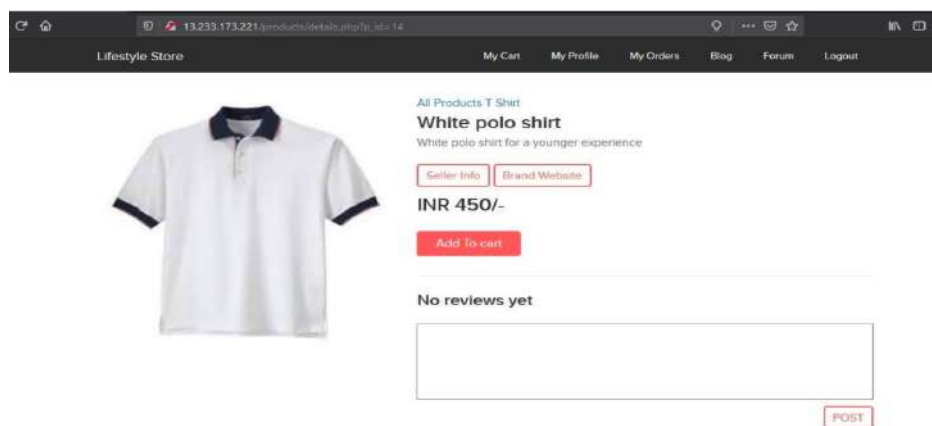 13.233.173.221/products/details.php?p_id=14
Lifestyle Store My Cart My Profile My Orders Blog Forum Logout
All Products T Shirt
White polo shirt
White polo shirt for a younger experience
Seller Info Brand Website
INR 450/-
Add To cart
No reviews yet
POST